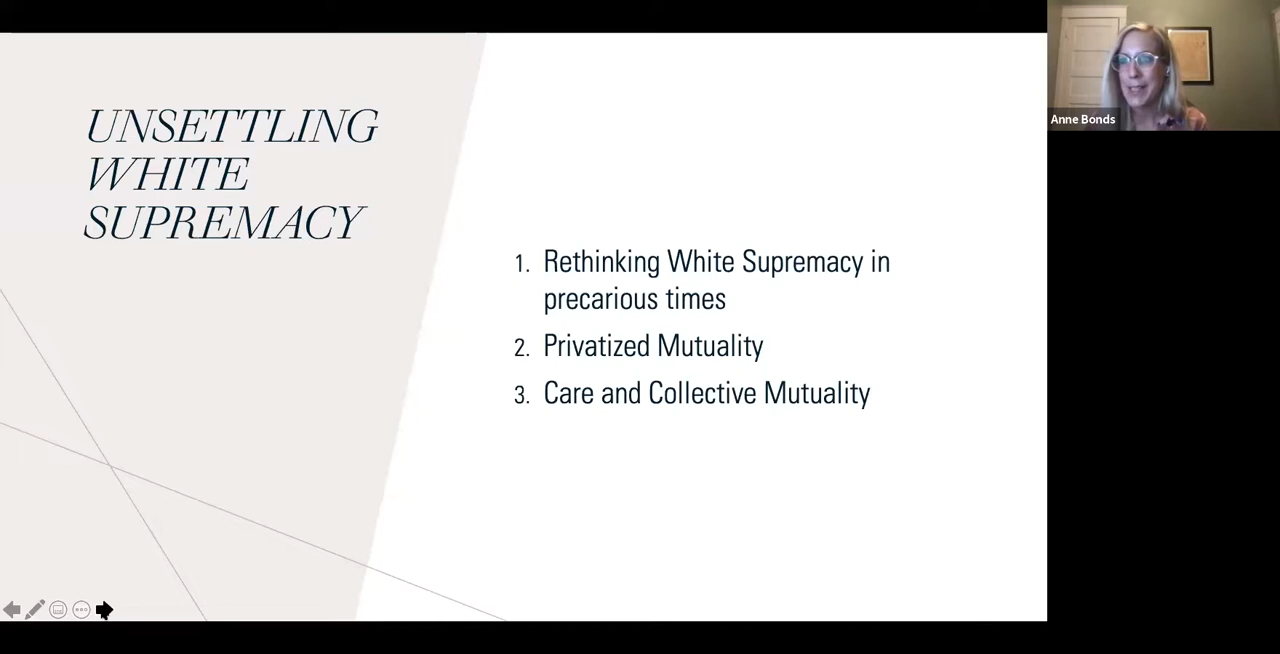 UNSETTLING
WHITE
SUPREMACY
1. Rethinking White Supremacy in
precarious times
2. Privatized Mutuality
3. Care and Collective Mutuality
Anne Bonds